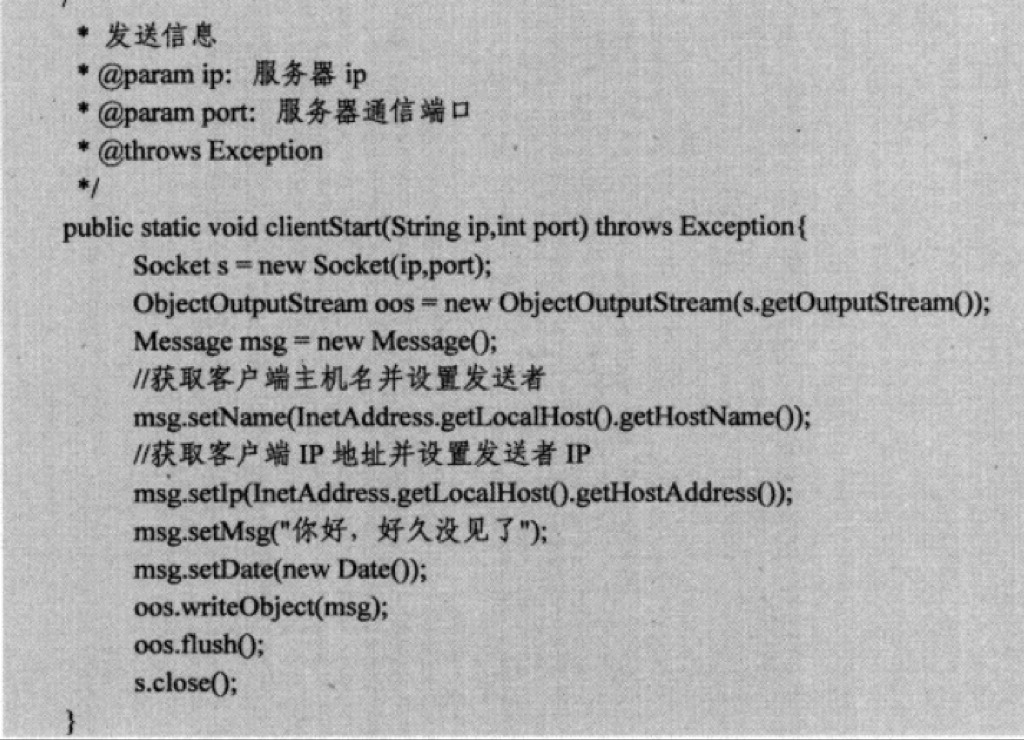 * 发送信息
* @param ip: 服务器 ip
* @param port: 服务器通信端口
* @throws Exception
*/
public static void clientStart(String ip,int port) throws Exception{
Socket s = new Socket(ip,port);
ObjectOutputStream oos = new ObjectOutputStream(s.getOutputStream());
Message msg = new Message();
//获取客户端主机名并设置发送者
msg.setName(InetAddress.getLocalHost().getHostName());
//获取客户端 IP 地址并设置发送者 IP
msg.setIp(InetAddress.getLocalHost().getHostAddress());
msg.setMsg("你好，好久没见了");
msg.setDate(new Date());
oos.writeObject(msg);
oos.flush();
s.close();
}